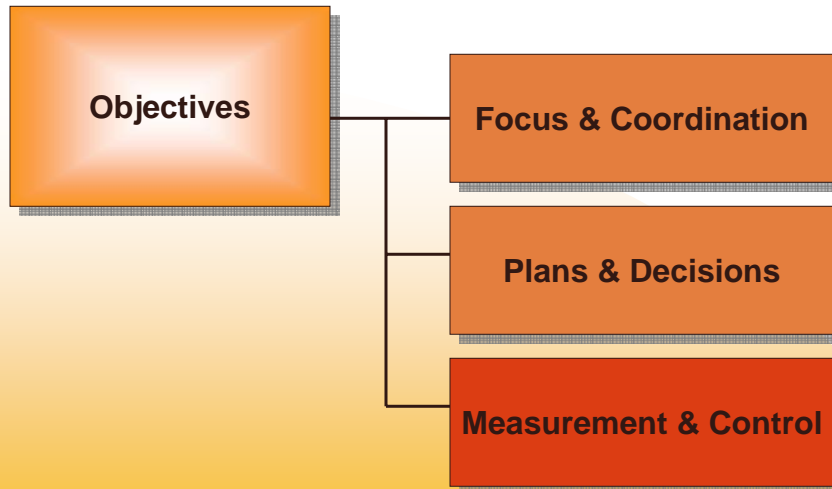 Objectives
Focus & Coordination
Plans & Decisions
Measurement & Control